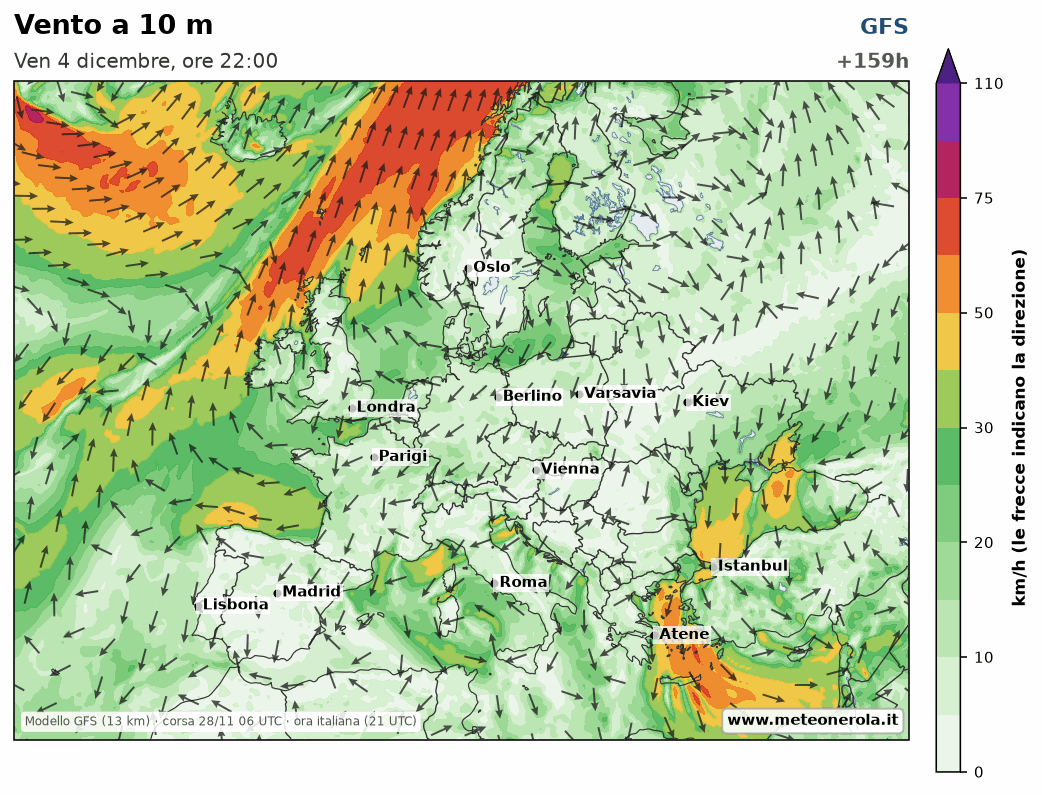 Vento a 10 m
GFS
Ven 4 dicembre, ore 22:00
+159h
110
75
50
30
20
10
0
km/h (le frecce indicano la direzione)
Oslo
Berlino
Varsavia
Kiev
Londra
Parigi
Vienna
Istanbul
Roma
Madrid
Lisbona
Atene
Modello GFS (13 km) · corsa 28/11 06 UTC · ora italiana (21 UTC)
www.meteonerola.it